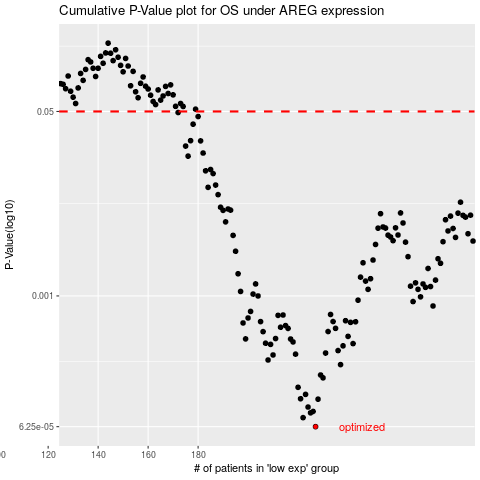 Cumulative P-Value plot for OS under AREG expression
P-Value(log10)
0.05
0.001
6.25e-05
optimized
00 120 140 160 180
# of patients in 'low exp' group